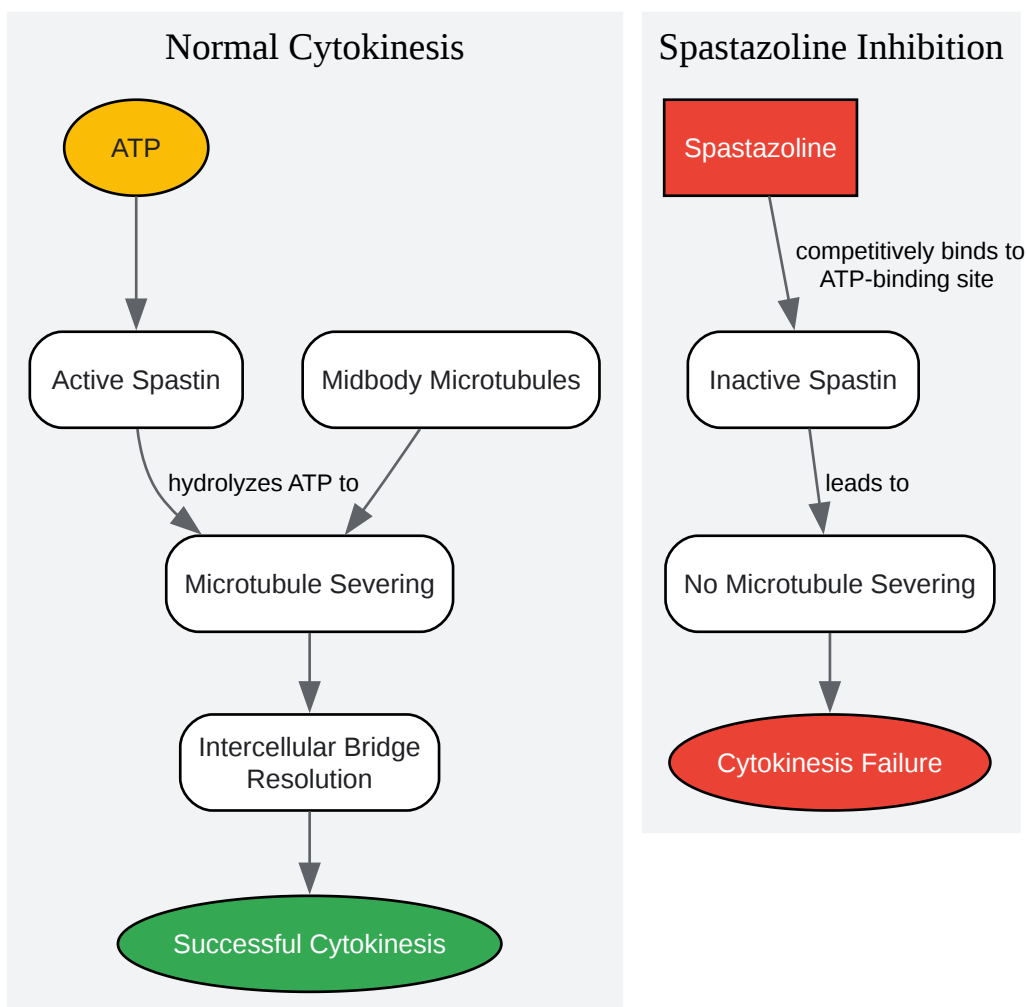 Normal Cytokinesis
ATP
Active Spastin
Midbody Microtubules
hydrolyzes ATP to
Microtubule Severing
Intercellular Bridge
Resolution
Successful Cytokinesis
Spastazoline Inhibition
Spastazoline
competitively binds to
ATP-binding site
Inactive Spastin
leads to
No Microtubule Severing
Cytokinesis Failure